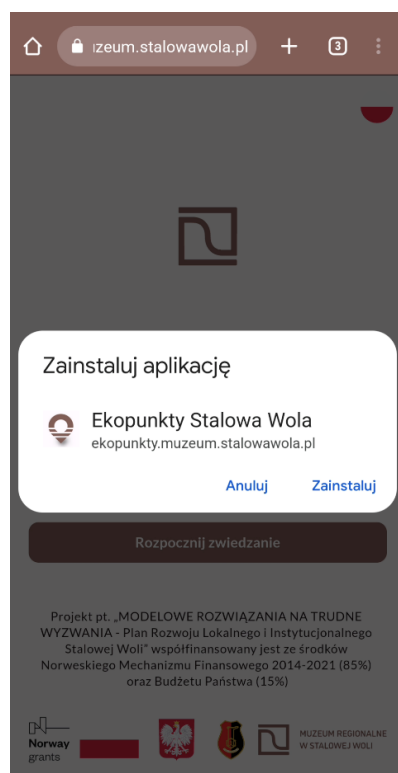 ızeum.stalowawola.pl
3
Zainstaluj aplikację
Ekopunkty Stalowa Wola
ekopunkty.muzeum.stalowawola.pl
Anuluj Zainstaluj
Rozpocznij zwiedzanie
Projekt pt. „MODELOWE ROZWIĄZANIA NA TRUDNE
WYZWANIA - Plan Rozwoju Lokalnego i Instytucjonalnego
Stalowej Woli” współfinansowany jest ze środków
Norweskiego Mechanizmu Finansowego 2014-2021 (85%)
oraz Budżetu Państwa (15%)
Norway
grants
MUZEUM REGIONALNE
W STALOWEJ WOLI